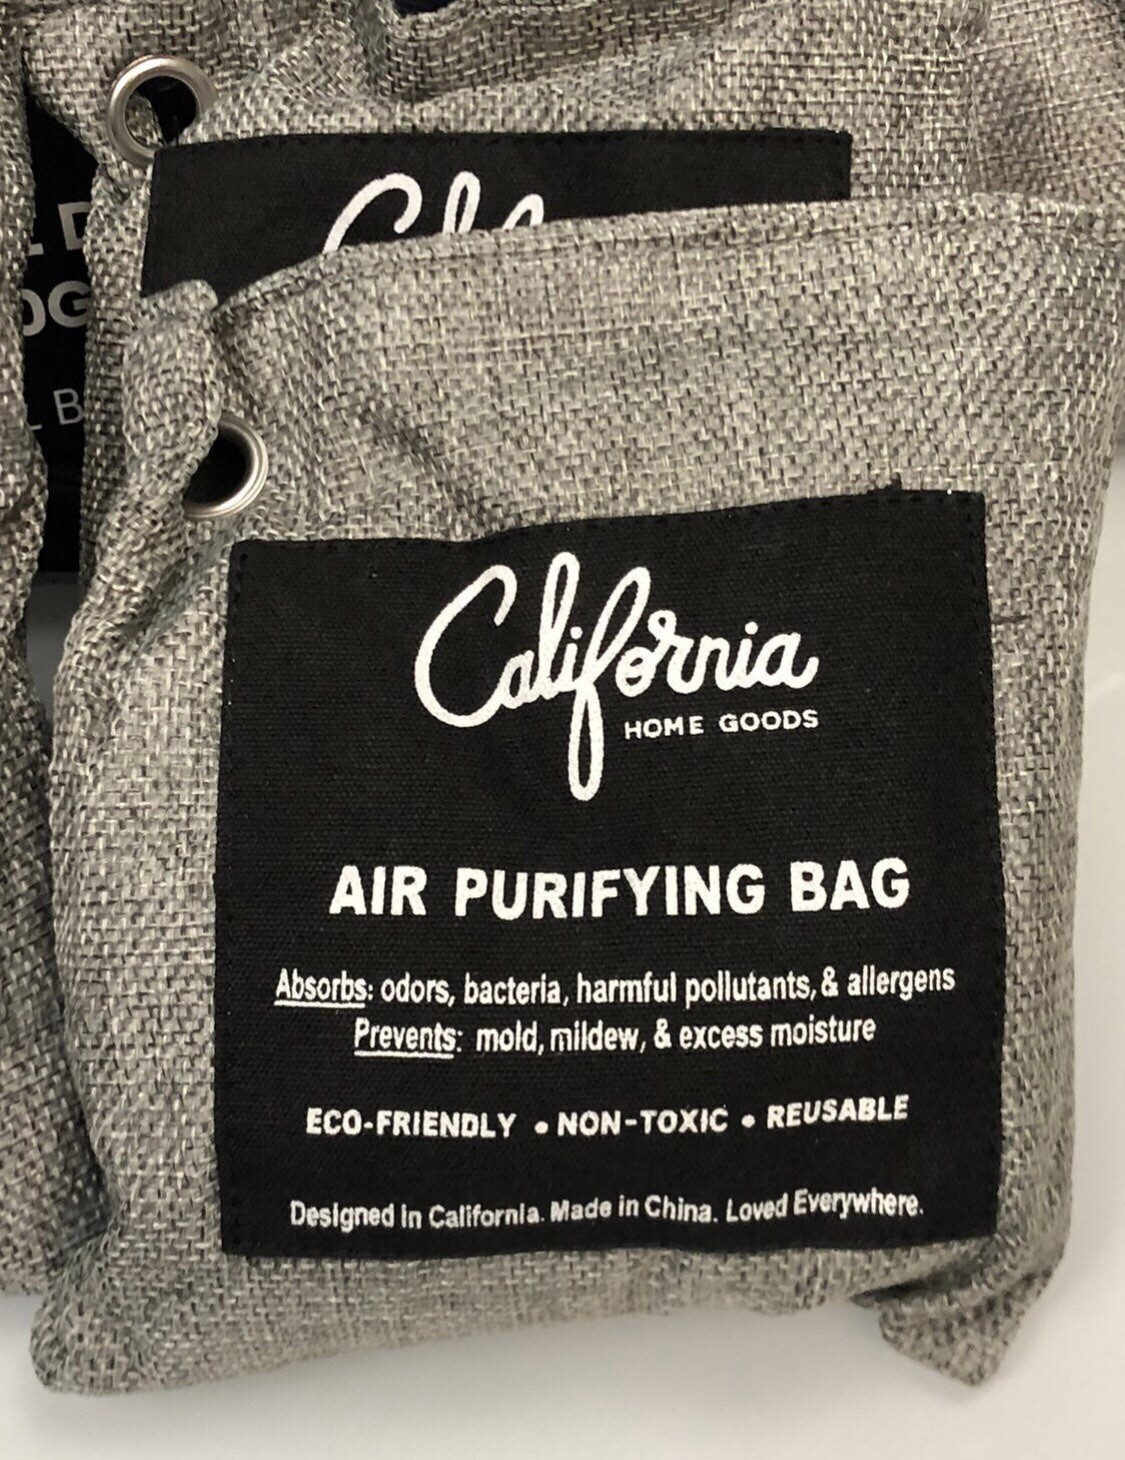 California
HOME GOODS
AIR PURIFYING BAG
Absorbs: odors, bacteria, harmful pollutants, & allergens
Prevents: mold, mildew, & excess moisture
ECO-FRIENDLY • NON-TOXIC • REUSABLE
Designed in California. Made in China. Loved Everywhere.